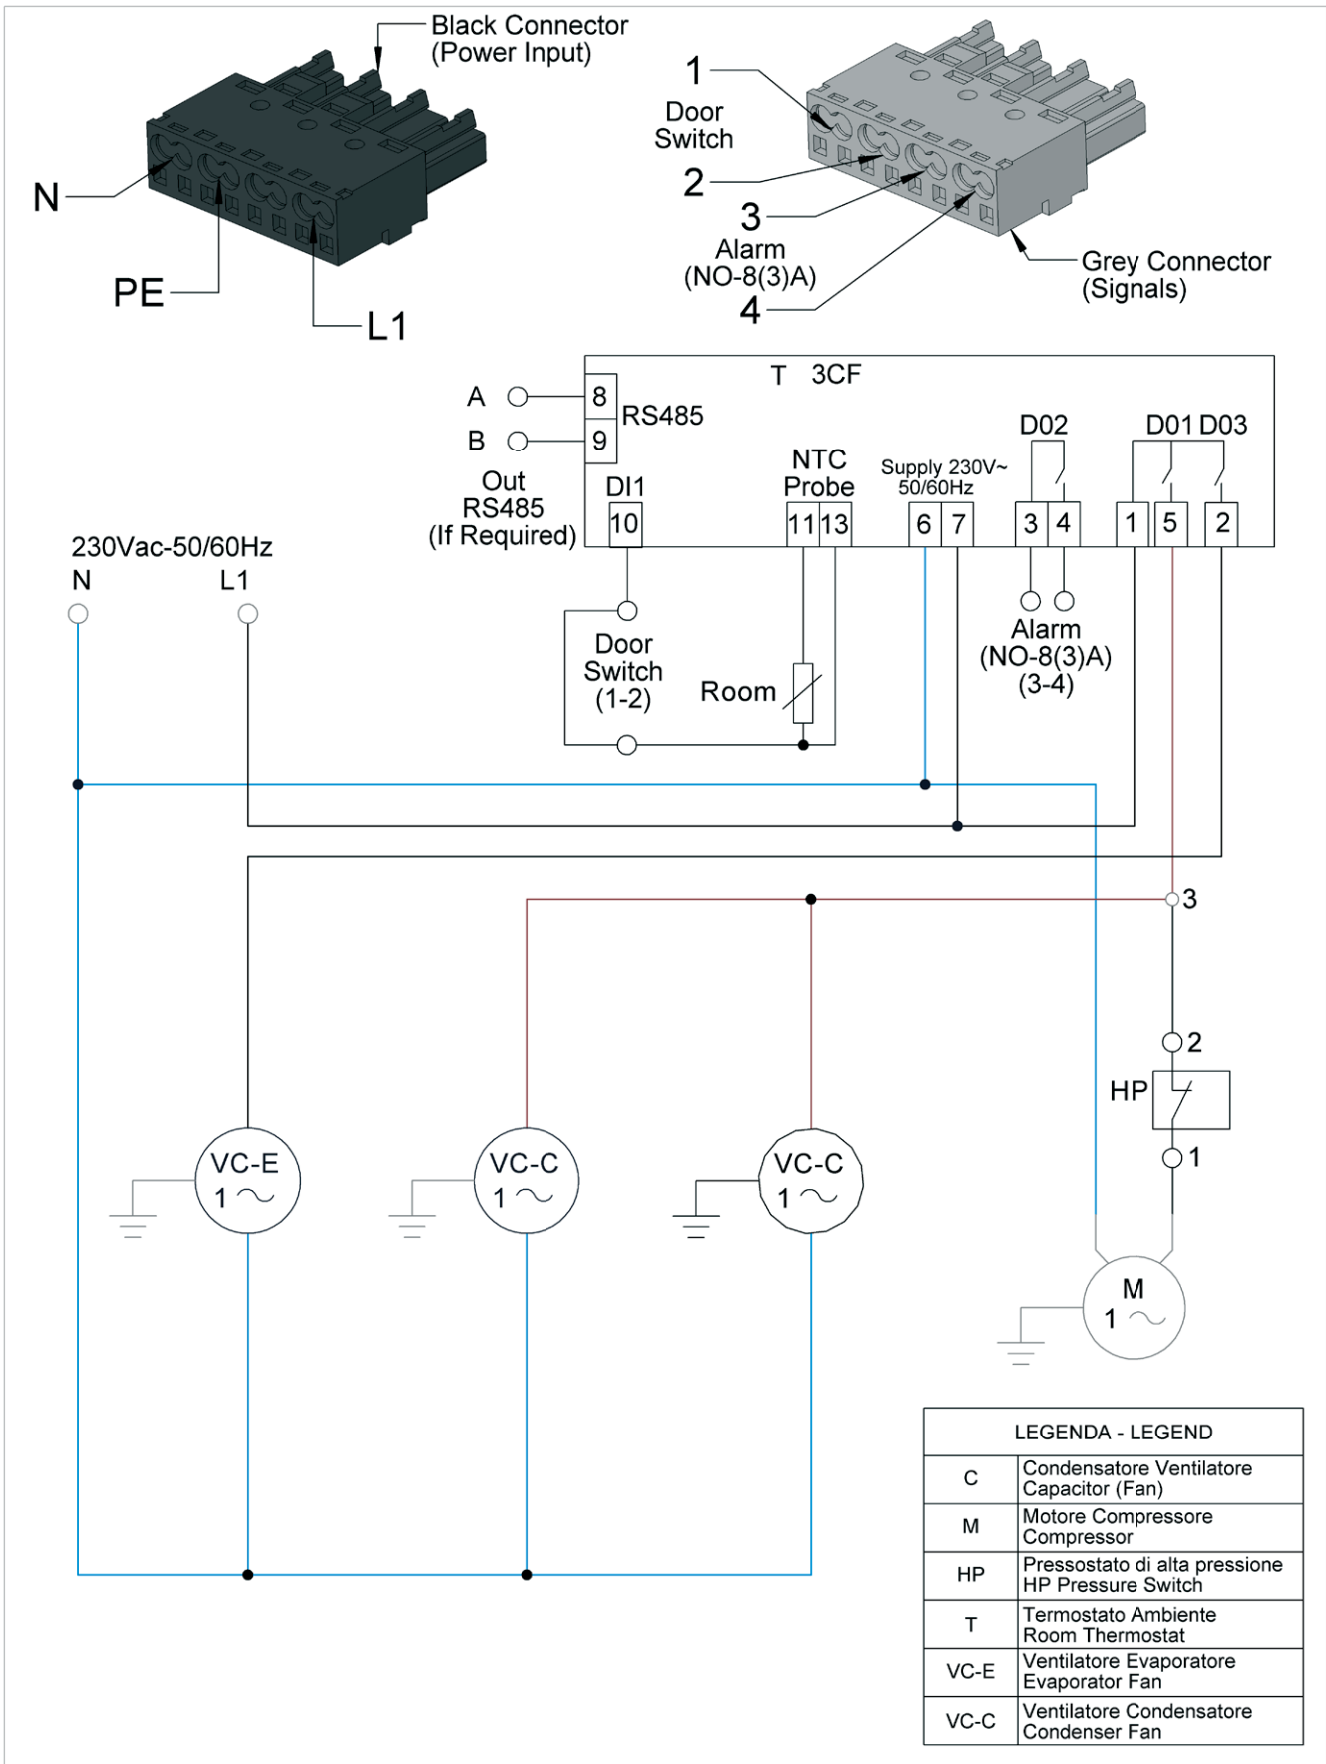 Black Connector
(Power Input)
N
PE
L1
1
Door
Switch
2
3
Alarm
(NO-8(3)A)
4
Grey Connector
(Signals)
T 3CF
A
8
RS485
B
9
Out
RS485
(If Required)
DI1
10
NTC
Probe
11 13
Supply 230V~
50/60Hz
6 7
D02
3 4
D01 D03
1 5 2
230Vac-50/60Hz
N L1
Door
Switch
(1-2)
Room
Alarm
(NO-8(3)A)
(3-4)
3
2
HP
1
VC-E
1
VC-C
1
VC-C
1
M
1
LEGENDA - LEGEND
C
Condensatore Ventilatore
Capacitor (Fan)
M
Motore Compressore
Compressor
HP
Pressostato di alta pressione
HP Pressure Switch
T
Termostato Ambiente
Room Thermostat
VC-E
Ventilatore Evaporatore
Evaporator Fan
VC-C
Ventilatore Condensatore
Condenser Fan